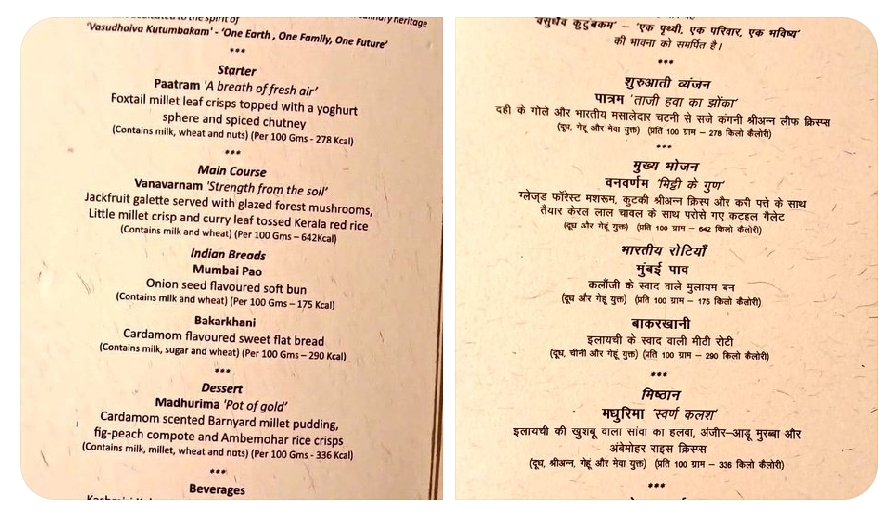 'Vasudhaiva Kutumbakam' - 'One Earth, One Family, One Future'
***
Starter
Paatram 'A breath of fresh air'
Foxtail millet leaf crisps topped with a yoghurt
sphere and spiced chutney
(Contains milk, wheat and nuts) (Per 100 Gms - 278 Kcal)
***
Main Course
Vanavarnam 'Strength from the soil'
Jackfruit galette served with glazed forest mushrooms,
Little millet crisp and curry leaf tossed Kerala red rice
(Contains milk and wheat) (Per 100 Gms – 642Kcal)
Indian Breads
Mumbai Pao
Onion seed flavoured soft bun
(Contains milk and wheat) (Per 100 Gms – 175 Kcal)
Bakarkhani
Cardamom flavoured sweet flat bread
(Contains milk, sugar and wheat) (Per 100 Gms – 290 Kcal)
***
Dessert
Madhurima 'Pot of gold'
Cardamom scented Barnyard millet pudding,
fig-peach compote and Ambemohar rice crisps
(Contains milk, millet, wheat and nuts) (Per 100 Gms - 336 Kcal)
***
Beverages
'वसुधैव कुटुंबकम' – 'एक पृथ्वी, एक परिवार, एक भविष्य'
की भावना को समर्पित है।
***
शुरुआती व्यंजन
पात्रम 'ताजी हवा का झोंका'
दही के गोले और भारतीय मसालेदार चटनी से सजे कंगनी श्रीअन्न लीफ क्रिस्प्स
(दूध, गेहूं और मेवा युक्त) (प्रति 100 ग्राम – 278 किलो कैलोरी)
***
मुख्य भोजन
वनवर्णम 'मिट्टी के गुण'
ग्लेज्ड फॉरेस्ट मशरूम, कुटकी श्रीअन्न क्रिस्प और करी पत्ते के साथ
तैयार केरल लाल चावल के साथ परोसे गए कटहल गैलेट
(दूध और गेहूं युक्त) (प्रति 100 ग्राम – 642 किलो कैलोरी)
भारतीय रोटियाँ
मुंबई पाव
कलौंजी के स्वाद वाले मुलायम बन
(दूध और गेहूं युक्त) (प्रति 100 ग्राम – 175 किलो कैलोरी)
बाकरखानी
इलायची के स्वाद वाली मीटी रोटी
(दूध, चीनी और गेहूं युक्त) (प्रति 100 ग्राम – 290 किलो कैलोरी)
***
मिष्ठान
मधुरिमा 'स्वर्ण कलश'
इलायची की खुशबू वाला सांवा का हलवा, अंजीर-आडू मुरब्बा और
अंबेमोहर राइस क्रिस्प्स
(दूध, श्रीअन्न, गेहूं और मेवा युक्त) (प्रति 100 ग्राम – 336 किलो कैलोरी)
***